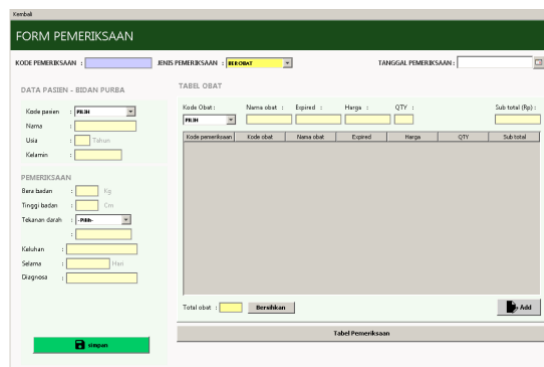 Kembali
FORM PEMERIKSAAN
KODE PEMERIKSAAN :
JENIS PEMERIKSAAN : BEROBAT
TANGGAL PEMERIKSAAN :
DATA PASIEN - BIDAN PURBA
Kode pasien : PILIH
Nama :
Usia : Tahun
Kelamin :
PEMERIKSAAN
Bera badan : Kg
Tinggi badan : Cm
Tekanan darah : -Pilih-
:
Keluhan :
Selama : Hari
Diagnosa :
simpan
TABEL OBAT
Kode Obat : Nama obat : Expired : Harga : QTY : Sub total (Rp) :
PILIH
Kode pemeriksaan Kode obat Nama obat Expired Harga QTY Sub total
Total obat : Bersihkan Add
Tabel Pemeriksaan